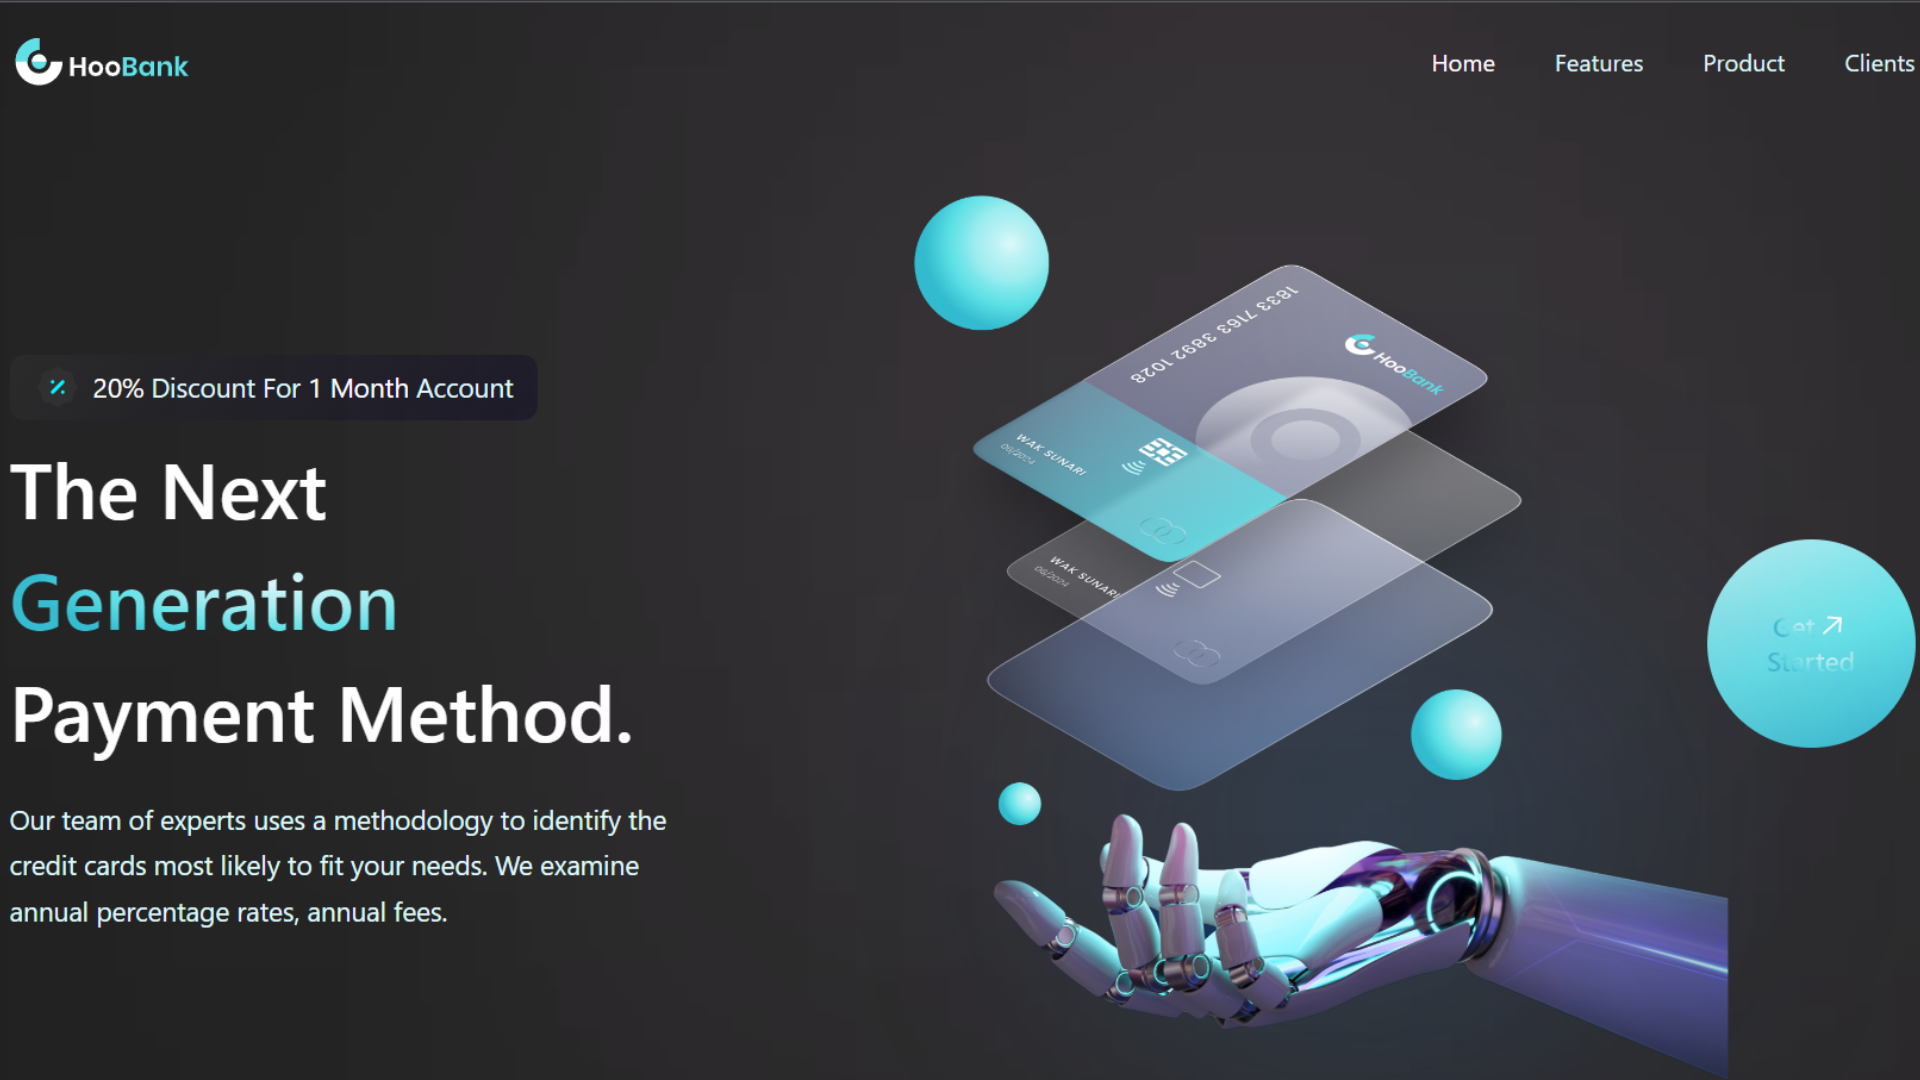 HooBank
Home
Features
Product
Clients
20% Discount For 1 Month Account
The Next
Generation
Payment Method.
Our team of experts uses a methodology to identify the
credit cards most likely to fit your needs. We examine
annual percentage rates, annual fees.
1833 7163 3892 1028
HooBank
WAK SUNARI
06/2024
WAK SUNARI
06/2024
Get
Started